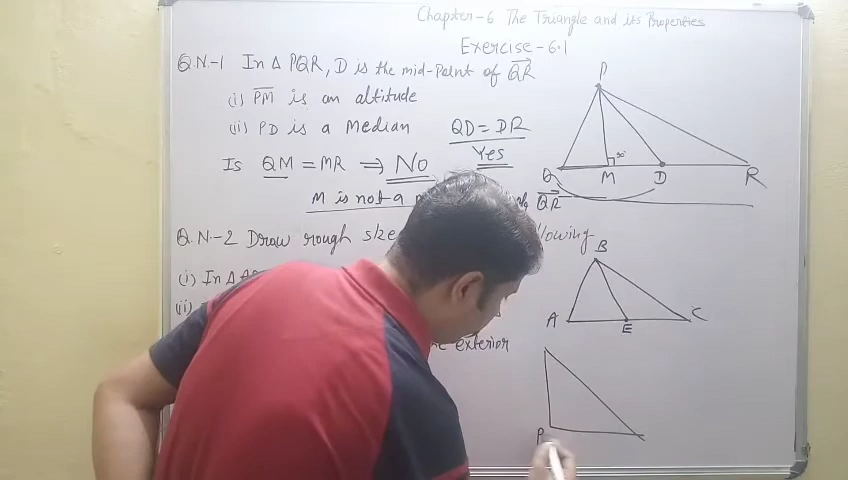 Chapter-6 The Triangle and its Properties
Exercise-6.1
Q.N.-1 In Δ PQR, D is the mid-Point of QR
(i) PM is an altitude
(ii) PD is a Median QD = DR
Yes
Is QM = MR ⇒ No
M is not a
QR
P
90°
Q M D R
Q.N.-2 Draw rough
(i) In Δ
(ii)
exterior
B
A E C
P